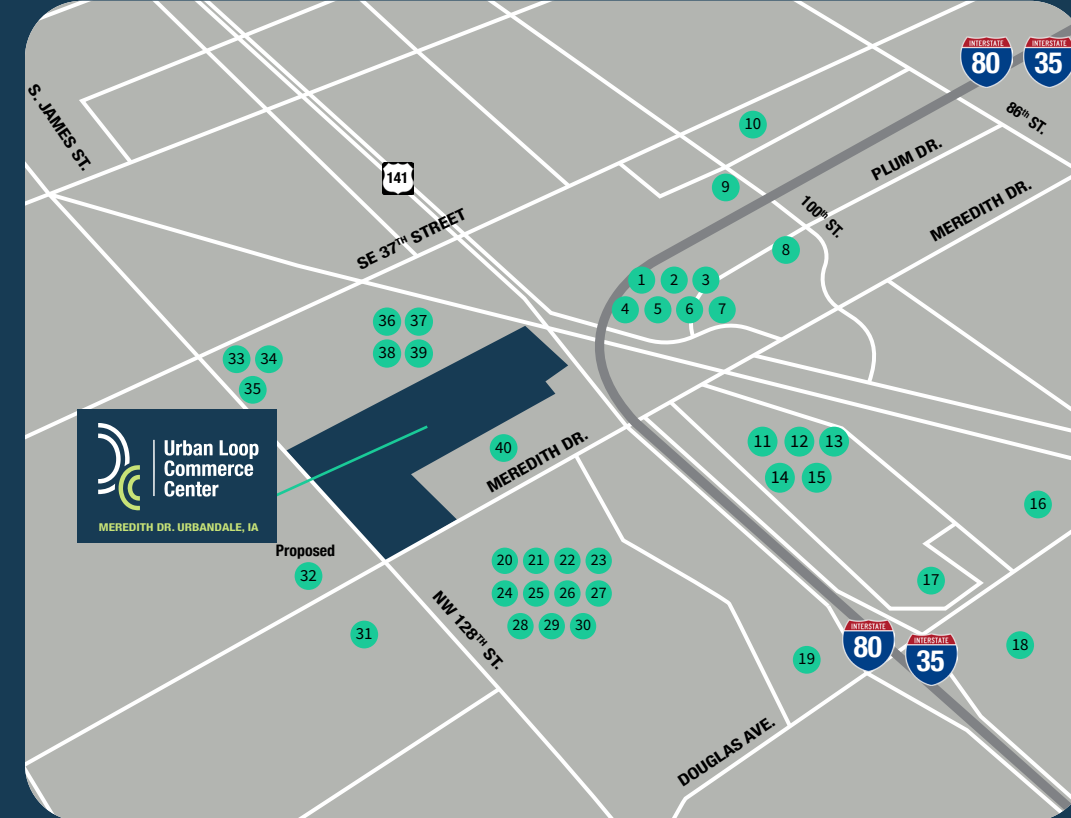 INTERSTATE
80
INTERSTATE
35
86th ST.
S. JAMES ST.
10
PLUM DR.
141
9
MEREDITH DR.
100th ST.
SE 37TH STREET
8
1 2 3
4 5 6 7
36 37
38 39
33 34
35
Urban Loop
Commerce
Center
MEREDITH DR. URBANDALE, IA
40
MEREDITH DR.
11 12 13
14 15
16
Proposed
32
20 21 22 23
24 25 26 27
28 29 30
17
31
NW 128TH ST.
INTERSTATE
80
INTERSTATE
35
18
19
DOUGLAS AVE.